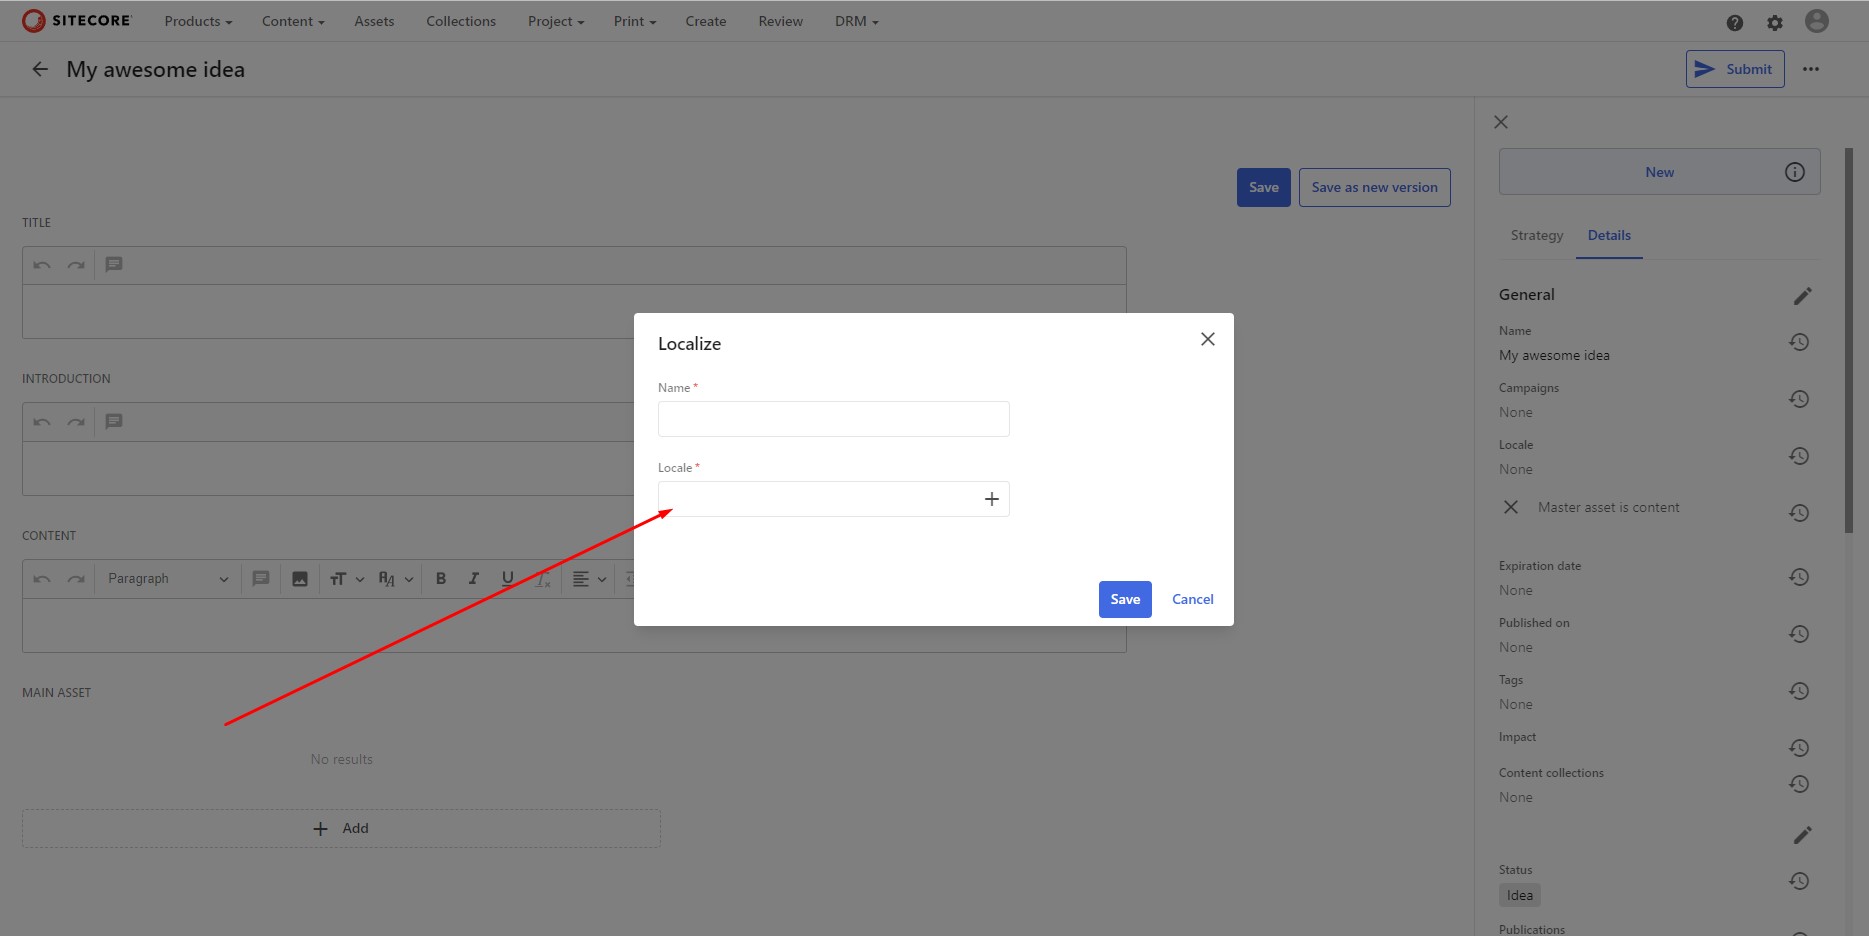 SITECORE Products Content Assets Collections Project Print Create Review DRM
My awesome idea
Submit
Save
Save as new version
TITLE
INTRODUCTION
CONTENT
Paragraph
MAIN ASSET
No results
Add
Localize
Name *
Locale *
Save
Cancel
New
Strategy
Details
General
Name
My awesome idea
Campaigns
None
Locale
None
Master asset is content
Expiration date
None
Published on
None
Tags
None
Impact
Content collections
None
Status
Idea
Publications